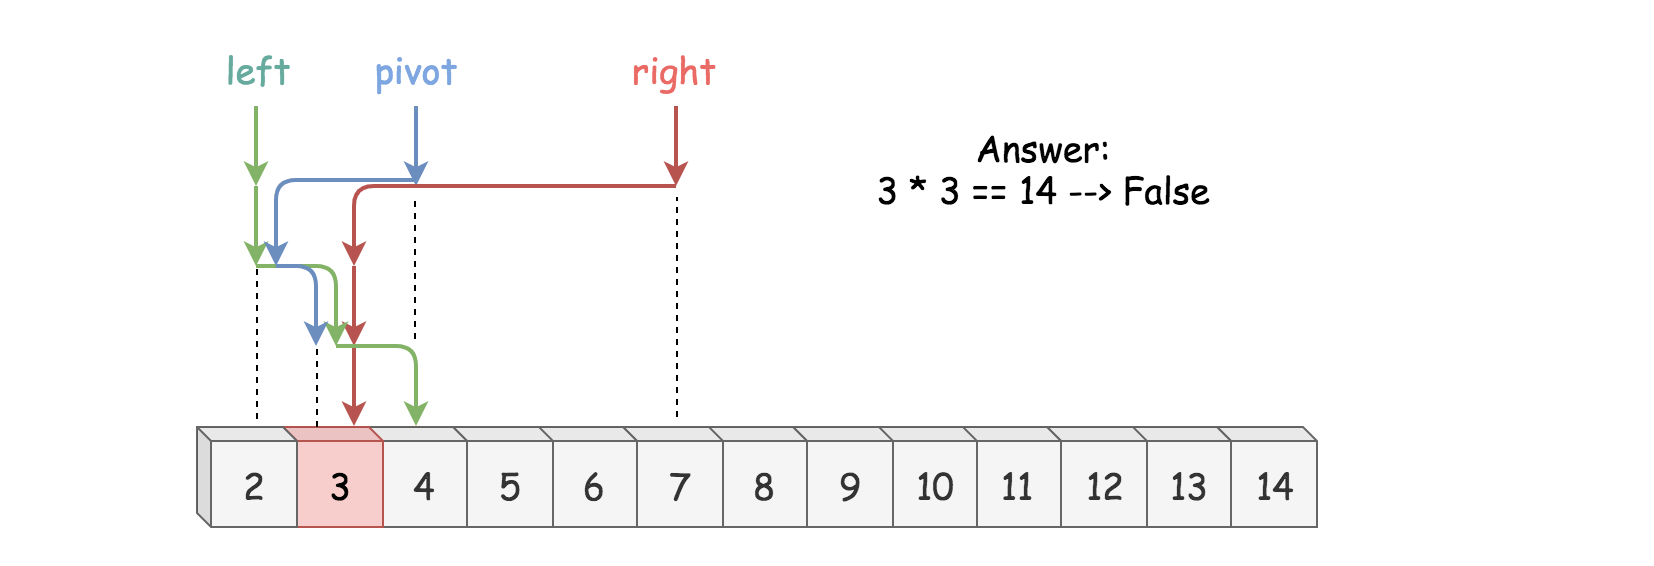 left pivot right
Answer:
3 * 3 == 14 --> False
2 3 4 5 6 7 8 9 10 11 12 13 14